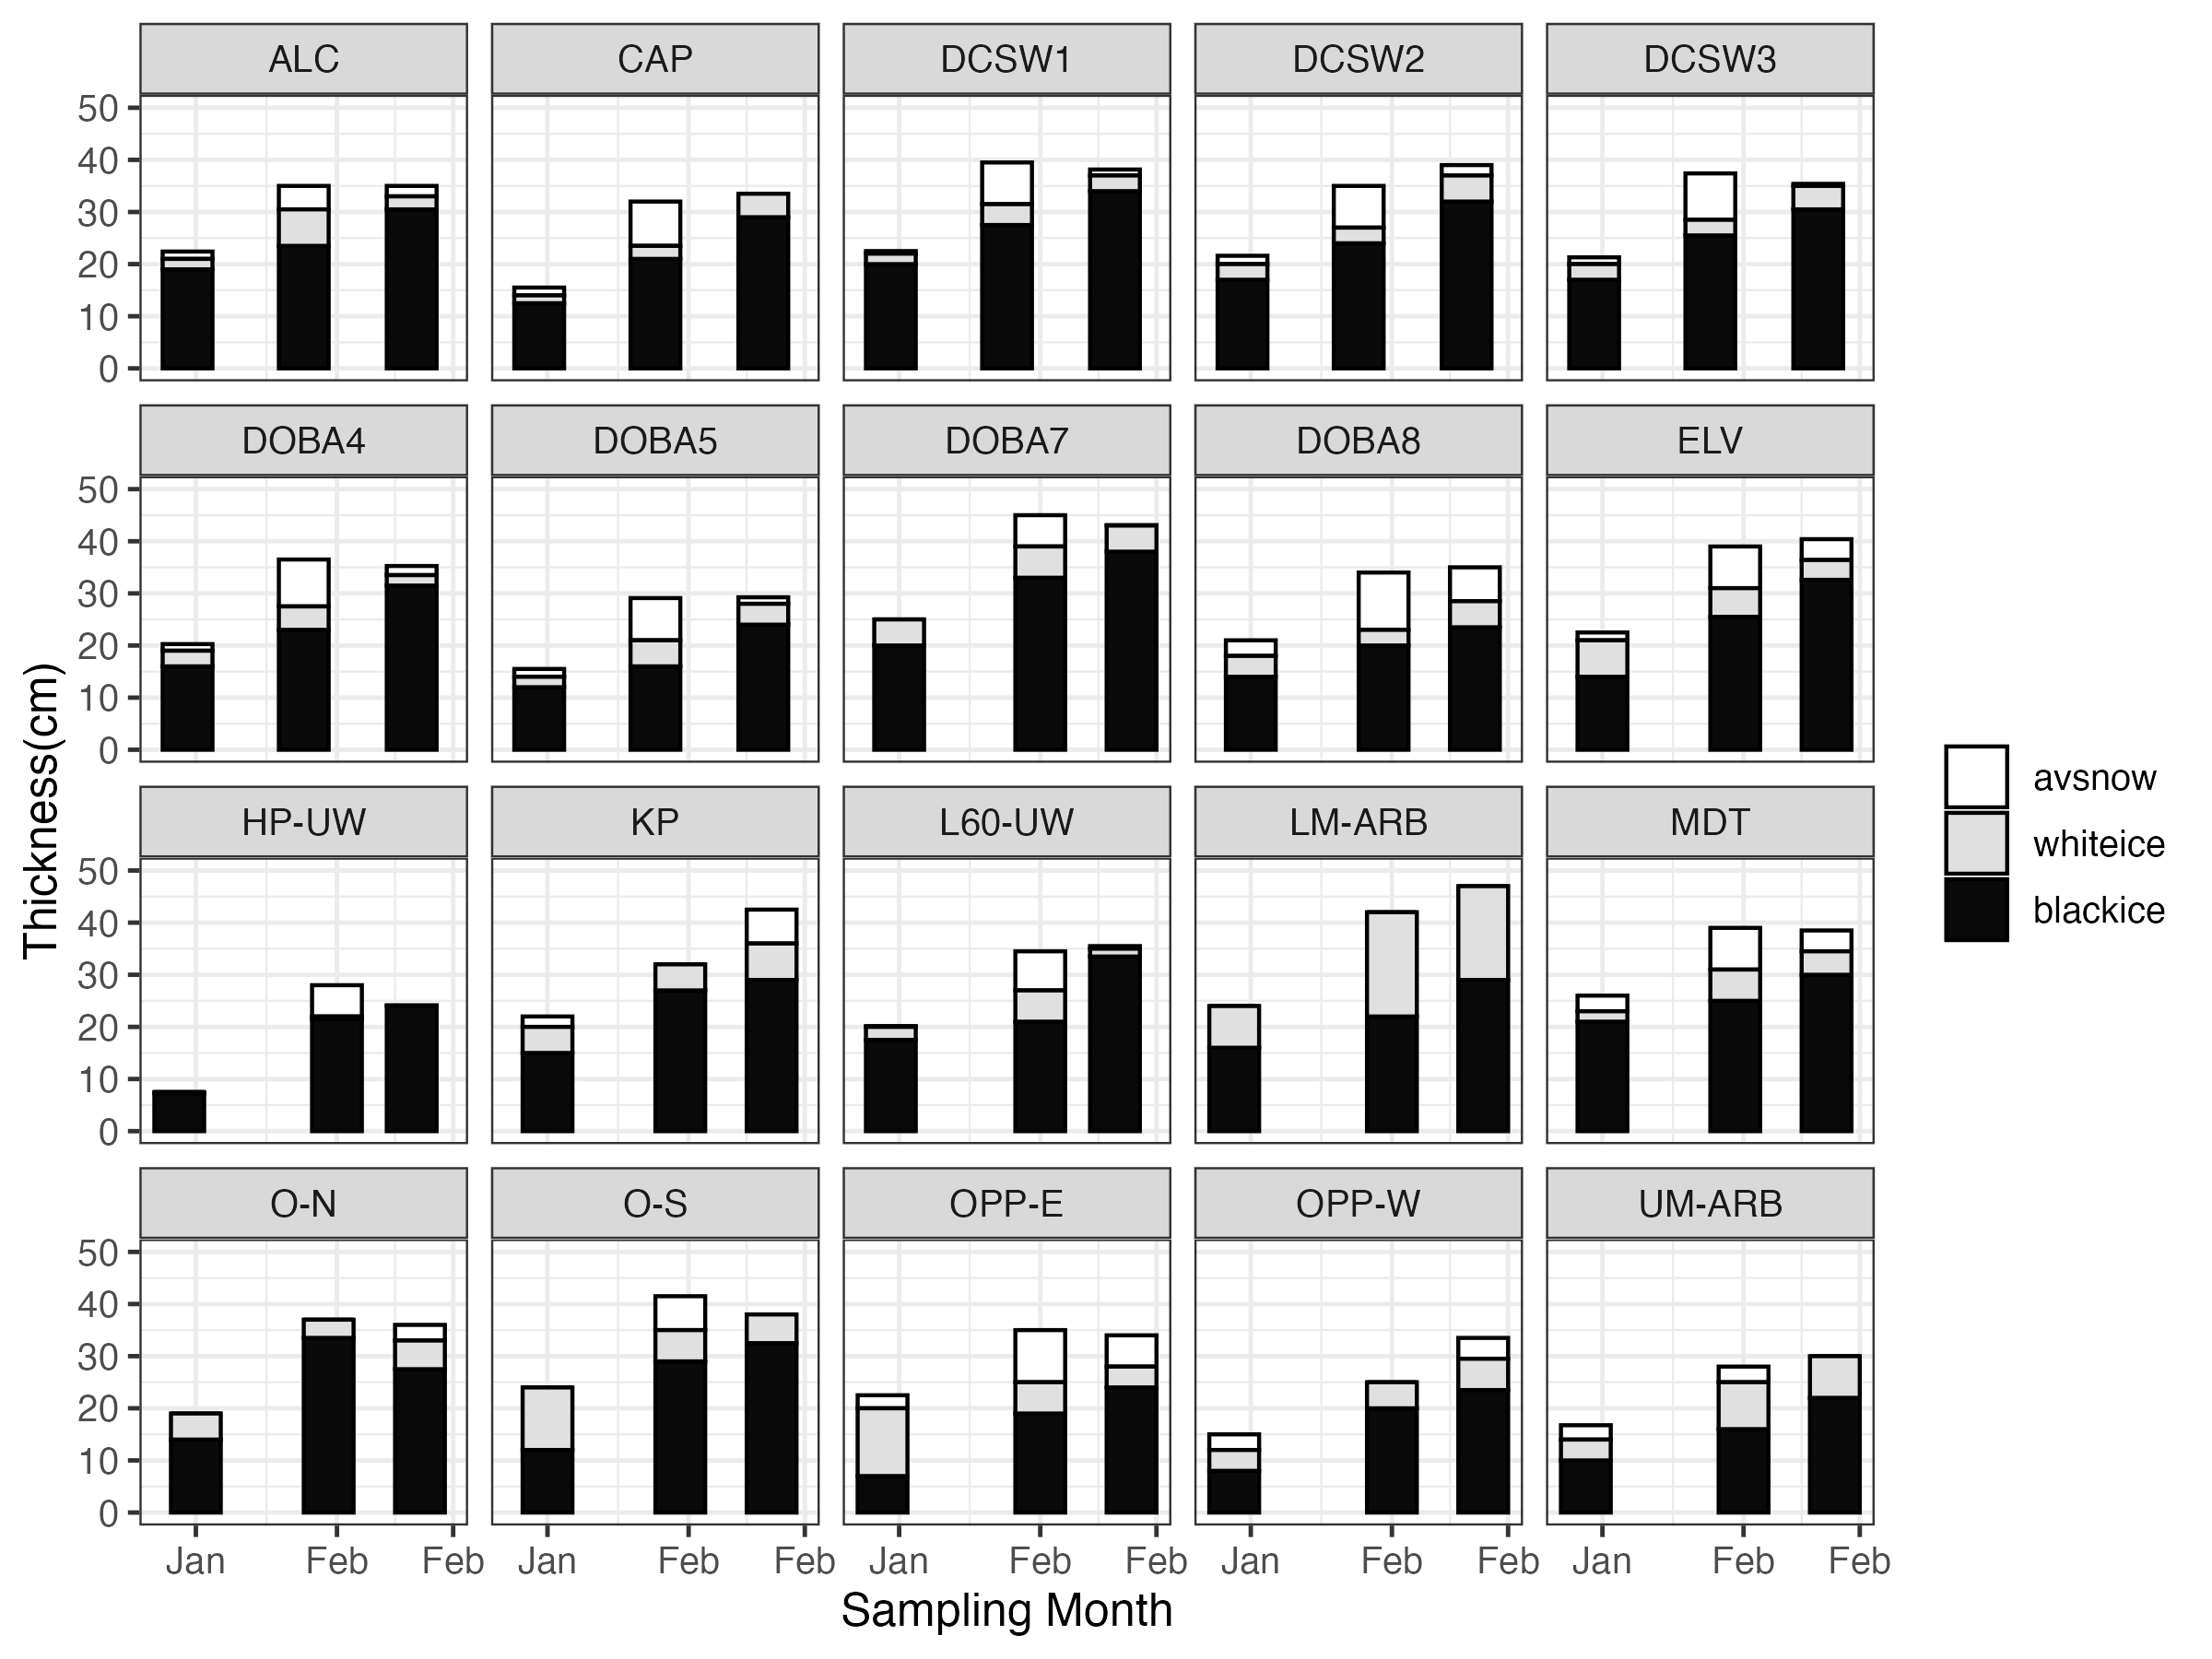 ALC CAP DCSW1 DCSW2 DCSW3
50
40
30
20
10
0
DOBA4 DOBA5 DOBA7 DOBA8 ELV
50
40
30
20
10
0
HP-UW KP L60-UW LM-ARB MDT
50
40
30
20
10
0
O-N O-S OPP-E OPP-W UM-ARB
50
40
30
20
10
0
Jan Feb Feb Jan Feb Feb Jan Feb Feb Jan Feb Feb Jan Feb Feb
Sampling Month
Thickness(cm)
avsnow
whiteice
blackice